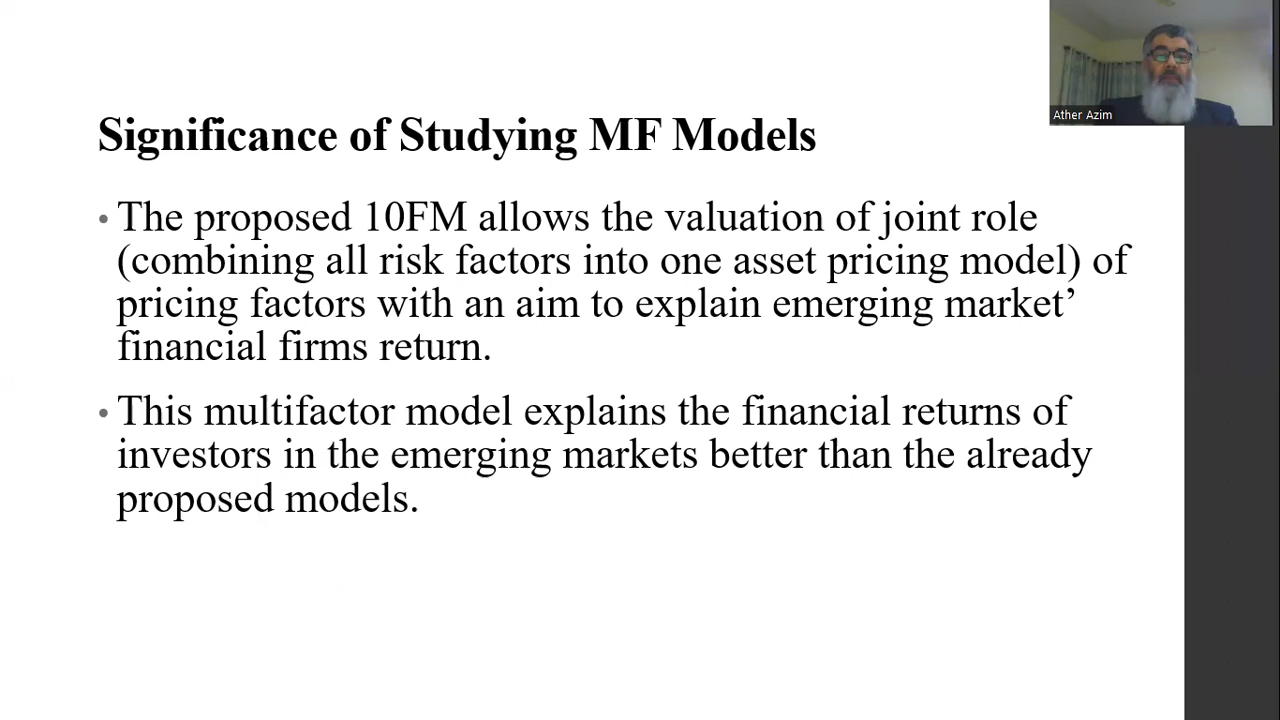 Ather Azim
Significance of Studying MF Models
• The proposed 10FM allows the valuation of joint role
(combining all risk factors into one asset pricing model) of
pricing factors with an aim to explain emerging market’
financial firms return.
• This multifactor model explains the financial returns of
investors in the emerging markets better than the already
proposed models.